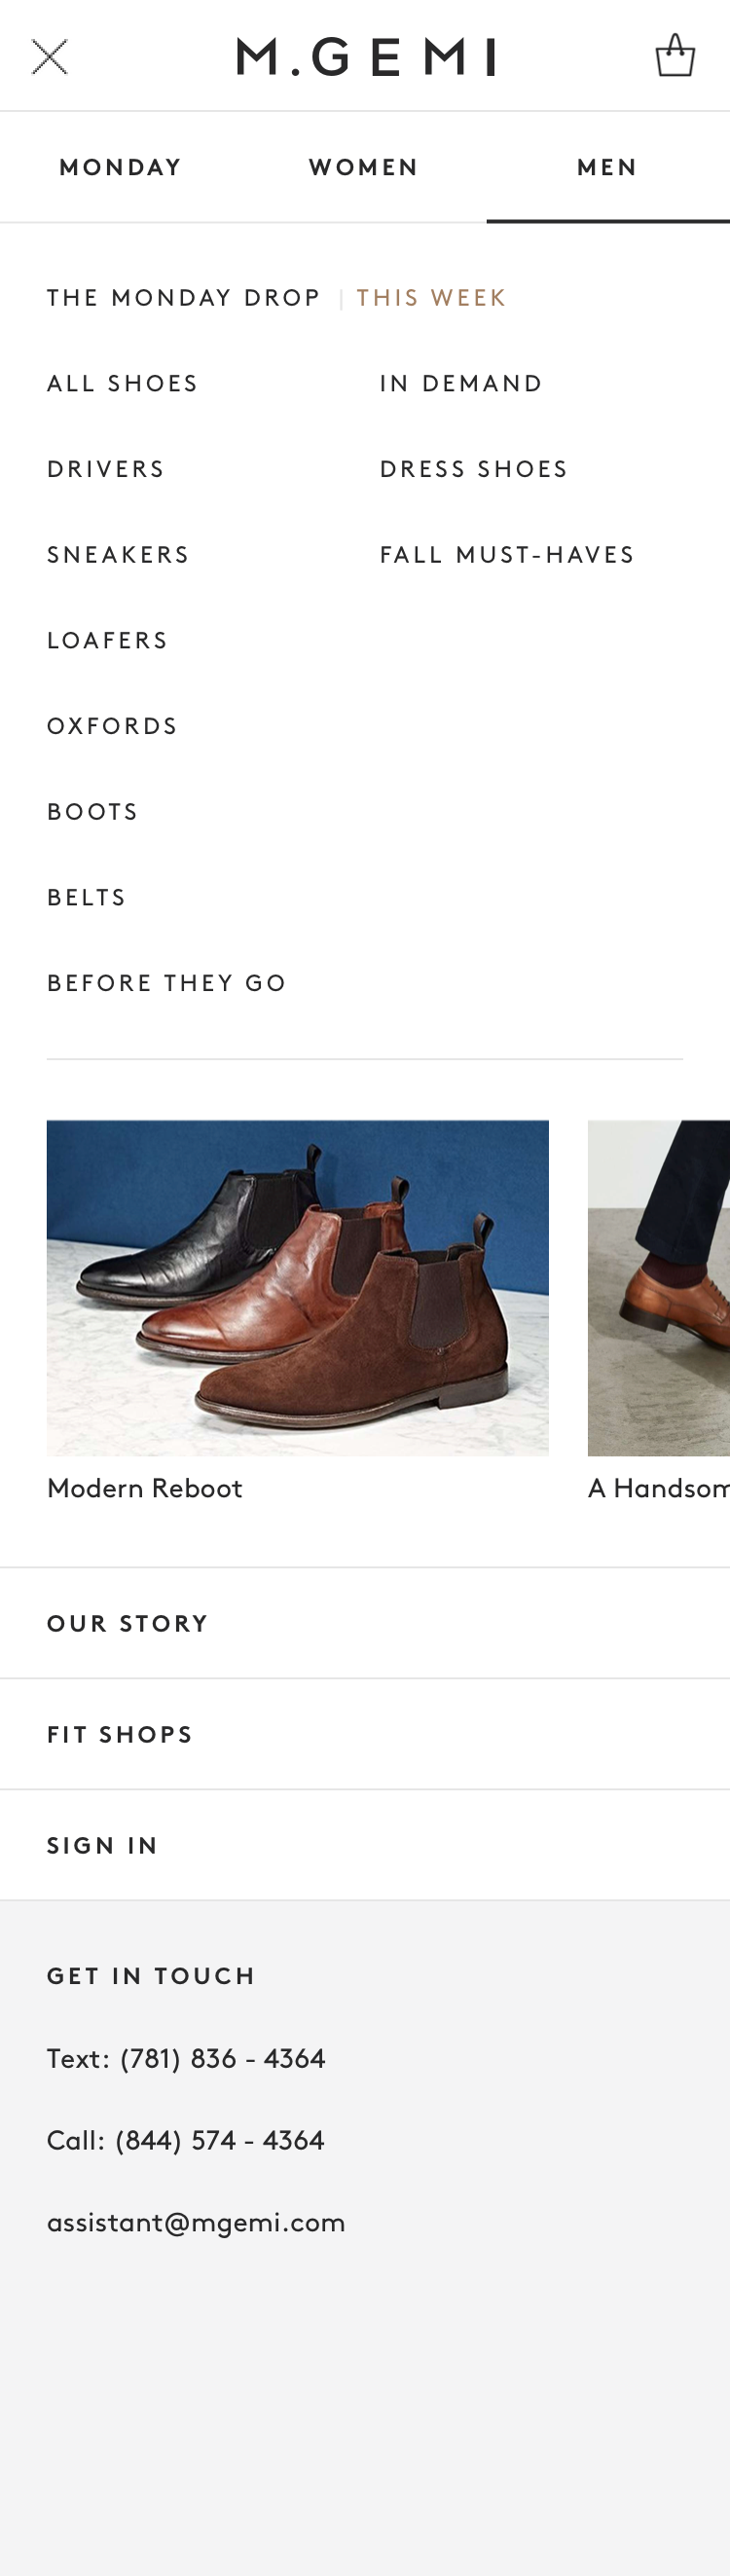 M.GEMI
MONDAY WOMEN MEN
THE MONDAY DROP | THIS WEEK
ALL SHOES
DRIVERS
SNEAKERS
LOAFERS
OXFORDS
BOOTS
BELTS
BEFORE THEY GO
IN DEMAND
DRESS SHOES
FALL MUST-HAVES
Modern Reboot
A Handsom
OUR STORY
FIT SHOPS
SIGN IN
GET IN TOUCH
Text: (781) 836 - 4364
Call: (844) 574 - 4364
assistant@mgemi.com